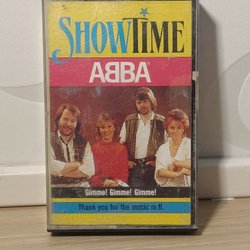 SHOWTIME
ABBA
Gimme! Gimme! Gimme!
Thank you for the music m.fl.